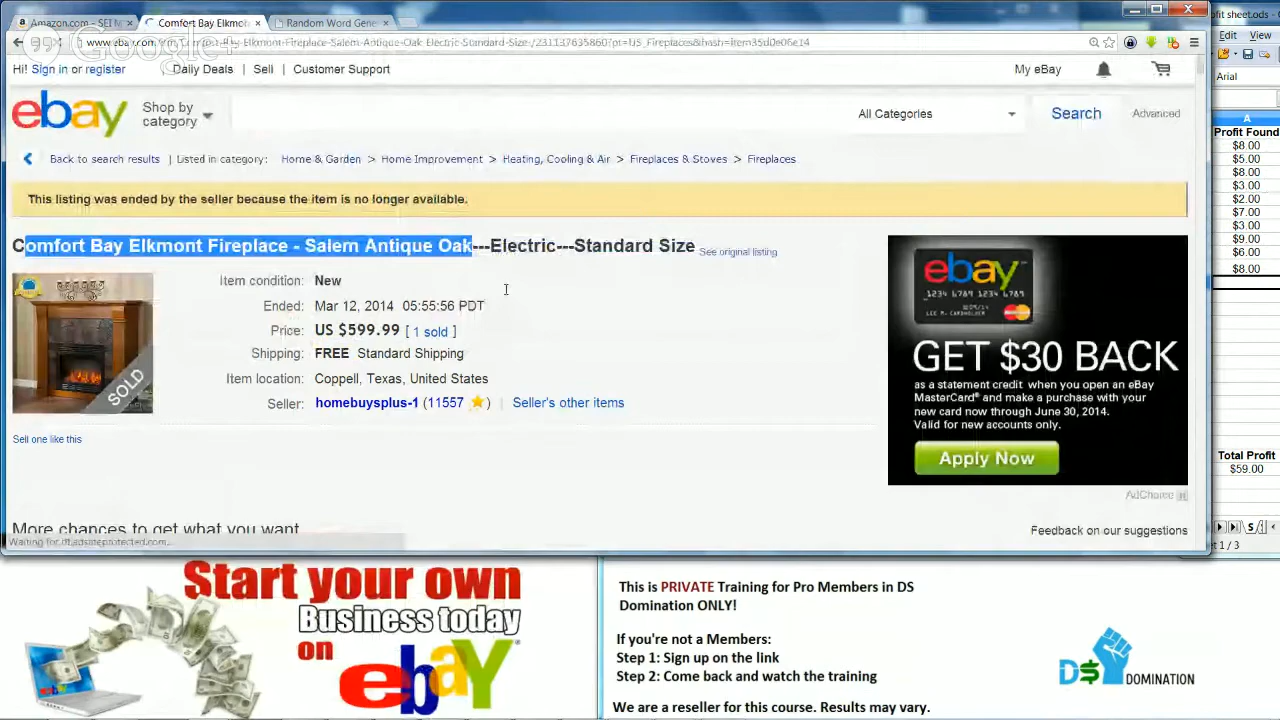 Amazon.com - SEI M
Comfort Bay Elkmont
Random Word Gene
Google+
Hi! Sign in or register
Daily Deals
Sell
Customer Support
My eBay
ebay
Shop by category
All Categories
Search
Advanced
Back to search results | Listed in category: Home & Garden > Home Improvement > Heating, Cooling & Air > Fireplaces & Stoves > Fireplaces
This listing was ended by the seller because the item is no longer available.
Comfort Bay Elkmont Fireplace - Salem Antique Oak---Electric---Standard Size See original listing
SOLD
Item condition: New
Ended: Mar 12, 2014 05:55:56 PDT
Price: US $599.99 [ 1 sold ]
Shipping: FREE Standard Shipping
Item location: Coppell, Texas, United States
Seller: homebuysplus-1 (11557 ) | Seller's other items
Sell one like this
ebay
GET $30 BACK
as a statement credit when you open an eBay
MasterCard® and make a purchase with your
new card now through June 30, 2014.
Valid for new accounts only.
Apply Now
AdChoice
More chances to get what you want
Feedback on our suggestions
ofit sheet.ods - O
Edit View
Arial
A
Profit Found
$8.00
$5.00
$8.00
$3.00
$2.00
$7.00
$3.00
$9.00
$6.00
$8.00
Total Profit
$59.00
et 1 / 3
Start your own
Business today
on ebay
This is PRIVATE Training for Pro Members in DS
Domination ONLY!
If you're not a Members:
Step 1: Sign up on the link
Step 2: Come back and watch the training
We are a reseller for this course. Results may vary.
D$ DOMINATION